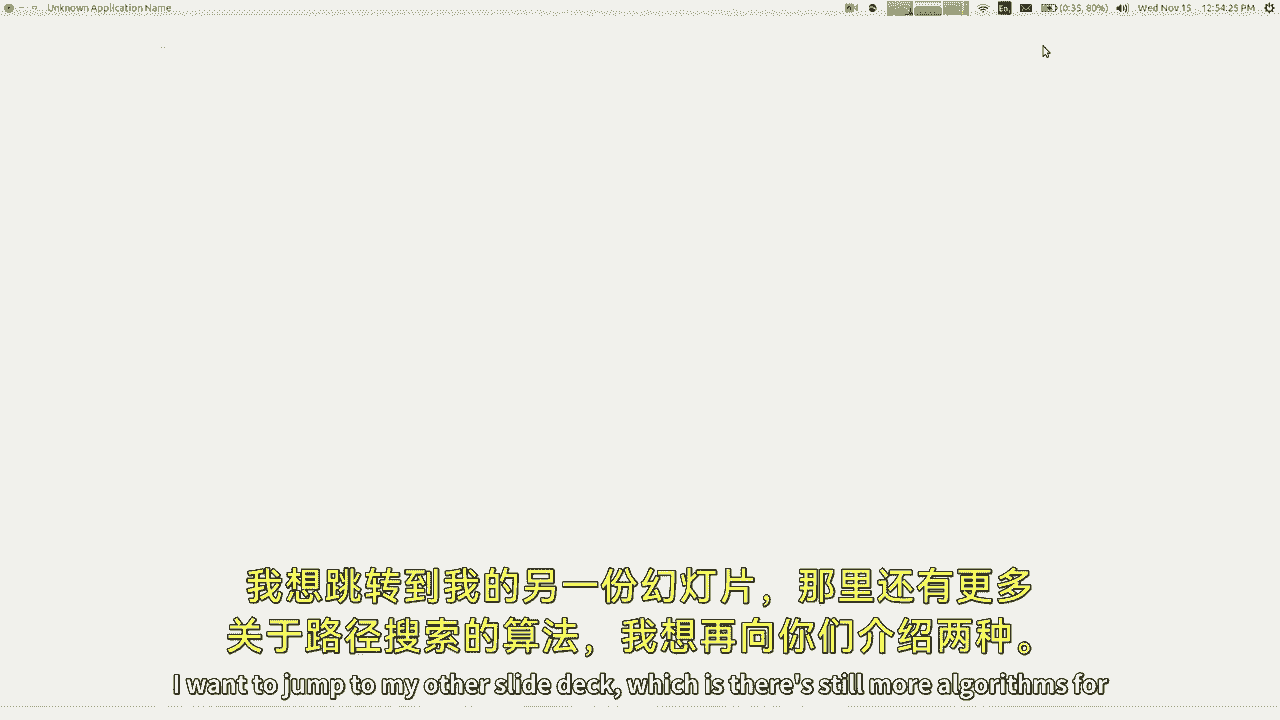 Unknown Application Name
En
(0:35, 80%)
Wed Nov 15
12:54:25 PM
我想跳转到我的另一份幻灯片，那里还有更多
关于路径搜索的算法，我想再向你们介绍两种。
I want to jump to my other slide deck, which is there's still more algorithms for